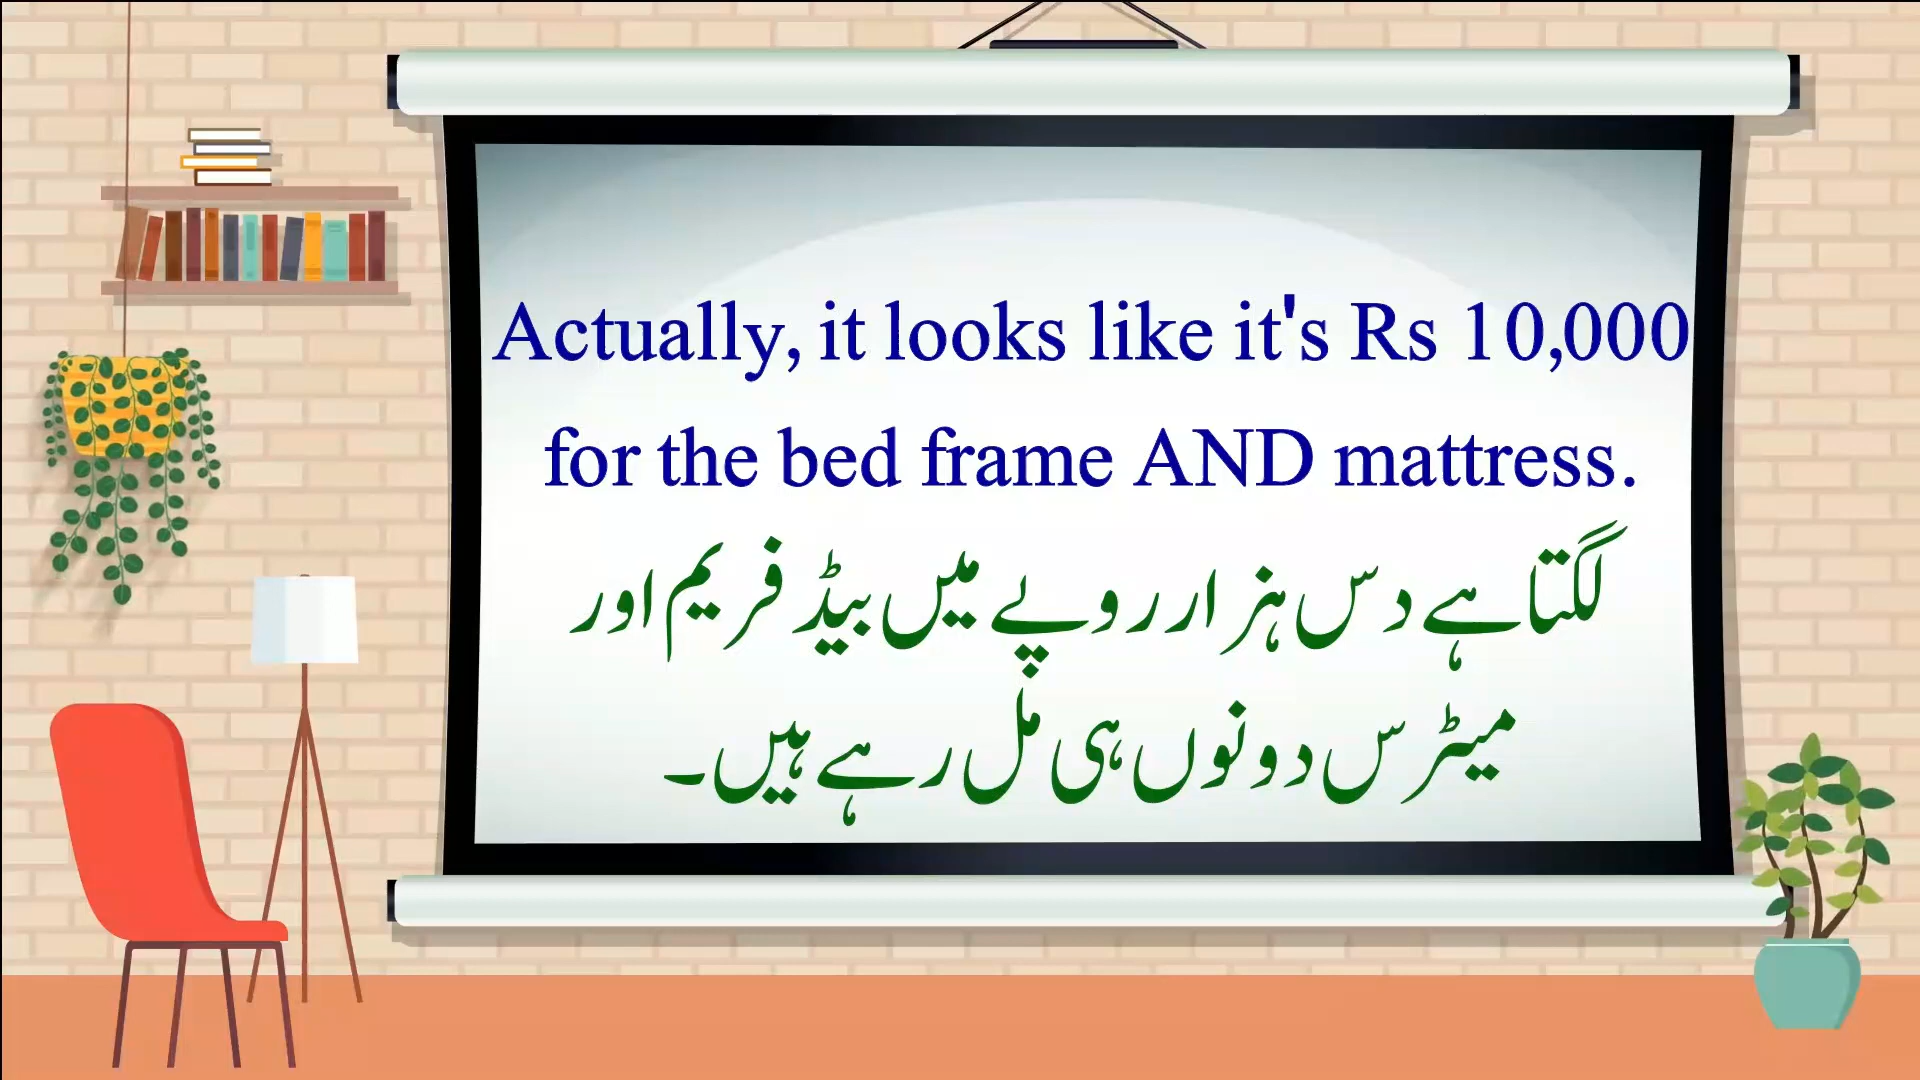 Actually, it looks like it's Rs 10,000
for the bed frame AND mattress.
لگتا ہے دس ہزار روپے میں بیڈ فریم اور
میٹرس دونوں ہی مل رہے ہیں۔